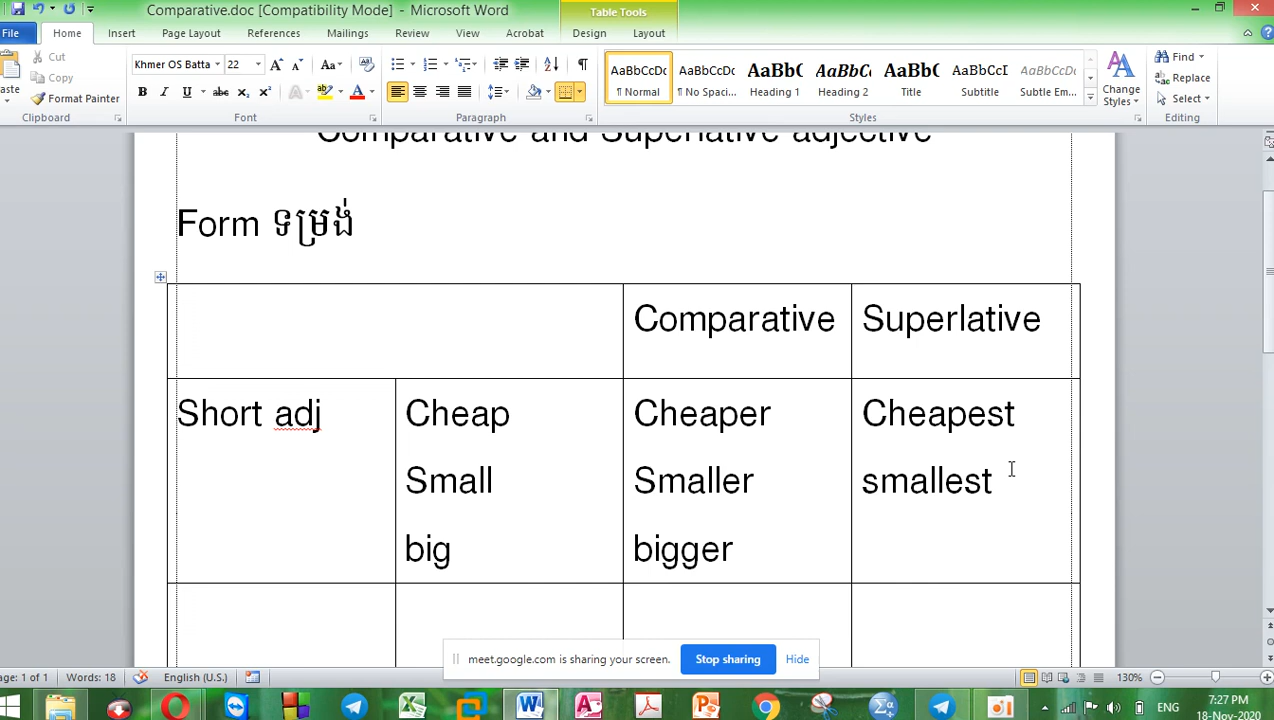 Comparative.doc [Compatibility Mode] - Microsoft Word
Table Tools
File Home Insert Page Layout References Mailings Review View Acrobat Design Layout
Cut
Copy
Format Painter
Clipboard
Khmer OS Batta 22
Font
Paragraph
AaBbCcDc AaBbCcDc AaBbC AaBbCc AaBbC AaBbCcI AaBbCcDc
¶ Normal ¶ No Spaci... Heading 1 Heading 2 Title Subtitle Subtle Em...
Styles
Change Styles
Find
Replace
Select
Editing
Comparative and Superlative adjective
Form ទម្រង់
Comparative Superlative
Short adj Cheap Cheaper Cheapest
Small Smaller smallest
big bigger
meet.google.com is sharing your screen. Stop sharing Hide
Page: 1 of 1 Words: 18 English (U.S.) 130%
ENG 7:27 PM
18-Nov-2020